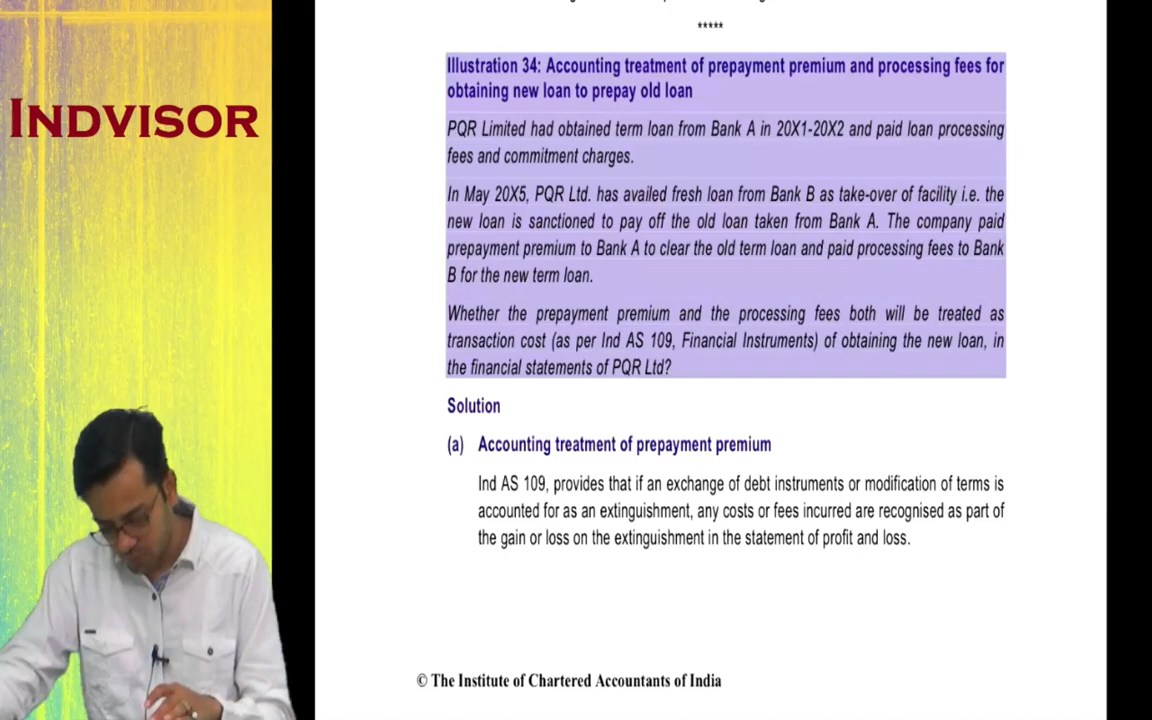 INDVISOR
*****
Illustration 34: Accounting treatment of prepayment premium and processing fees for
obtaining new loan to prepay old loan
PQR Limited had obtained term loan from Bank A in 20X1-20X2 and paid loan processing
fees and commitment charges.
In May 20X5, PQR Ltd. has availed fresh loan from Bank B as take-over of facility i.e. the
new loan is sanctioned to pay off the old loan taken from Bank A. The company paid
prepayment premium to Bank A to clear the old term loan and paid processing fees to Bank
B for the new term loan.
Whether the prepayment premium and the processing fees both will be treated as
transaction cost (as per Ind AS 109, Financial Instruments) of obtaining the new loan, in
the financial statements of PQR Ltd?
Solution
(a) Accounting treatment of prepayment premium
Ind AS 109, provides that if an exchange of debt instruments or modification of terms is
accounted for as an extinguishment, any costs or fees incurred are recognised as part of
the gain or loss on the extinguishment in the statement of profit and loss.
© The Institute of Chartered Accountants of India